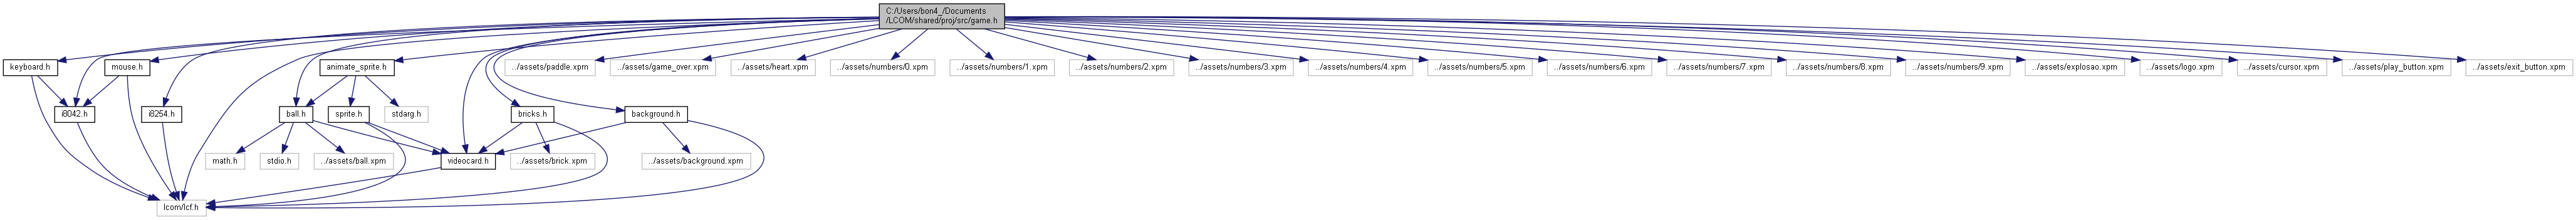 C:/Users/bon4_/Documents
/LCOM/shared/proj/src/game.h
keyboard.h
mouse.h
animate_sprite.h
../assets/paddle.xpm
../assets/game_over.xpm
../assets/heart.xpm
../assets/numbers/0.xpm
../assets/numbers/1.xpm
../assets/numbers/2.xpm
../assets/numbers/3.xpm
../assets/numbers/4.xpm
../assets/numbers/5.xpm
../assets/numbers/6.xpm
../assets/numbers/7.xpm
../assets/numbers/8.xpm
../assets/numbers/9.xpm
../assets/explosao.xpm
../assets/logo.xpm
../assets/cursor.xpm
../assets/play_button.xpm
../assets/exit_button.xpm
i8042.h
i8254.h
ball.h
sprite.h
stdarg.h
bricks.h
background.h
math.h
stdio.h
../assets/ball.xpm
videocard.h
../assets/brick.xpm
../assets/background.xpm
lcom/lcf.h